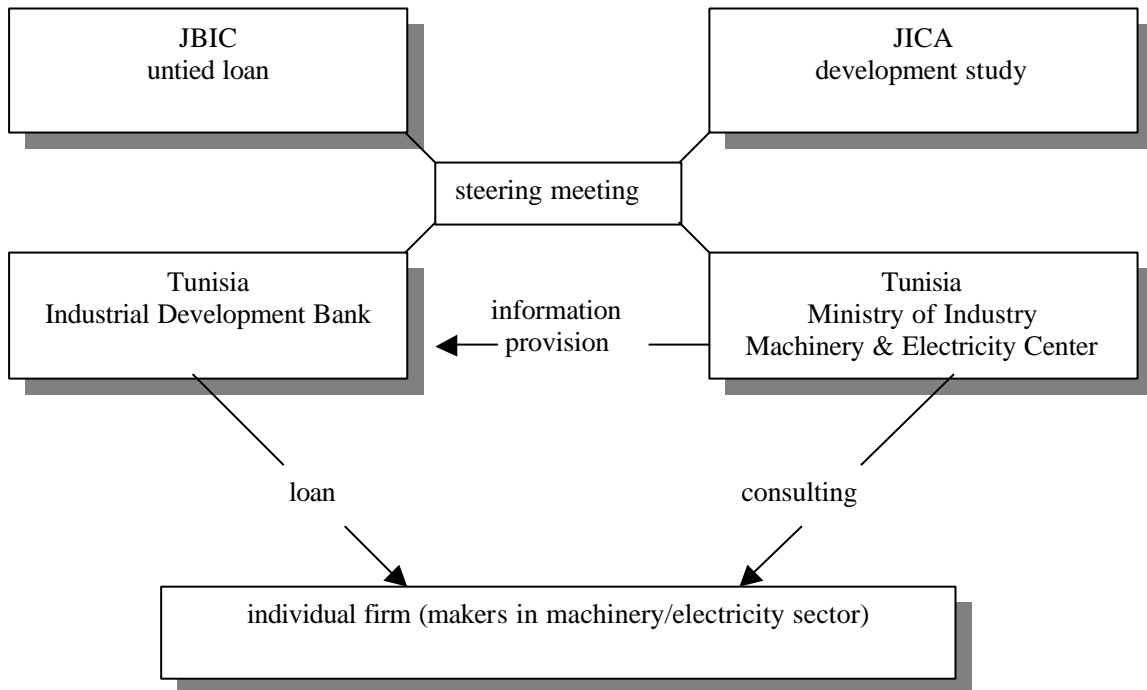 JBIC
untied loan
JICA
development study
steering meeting
Tunisia
Industrial Development Bank
information
provision
Tunisia
Ministry of Industry
Machinery & Electricity Center
loan
consulting
individual firm (makers in machinery/electricity sector)